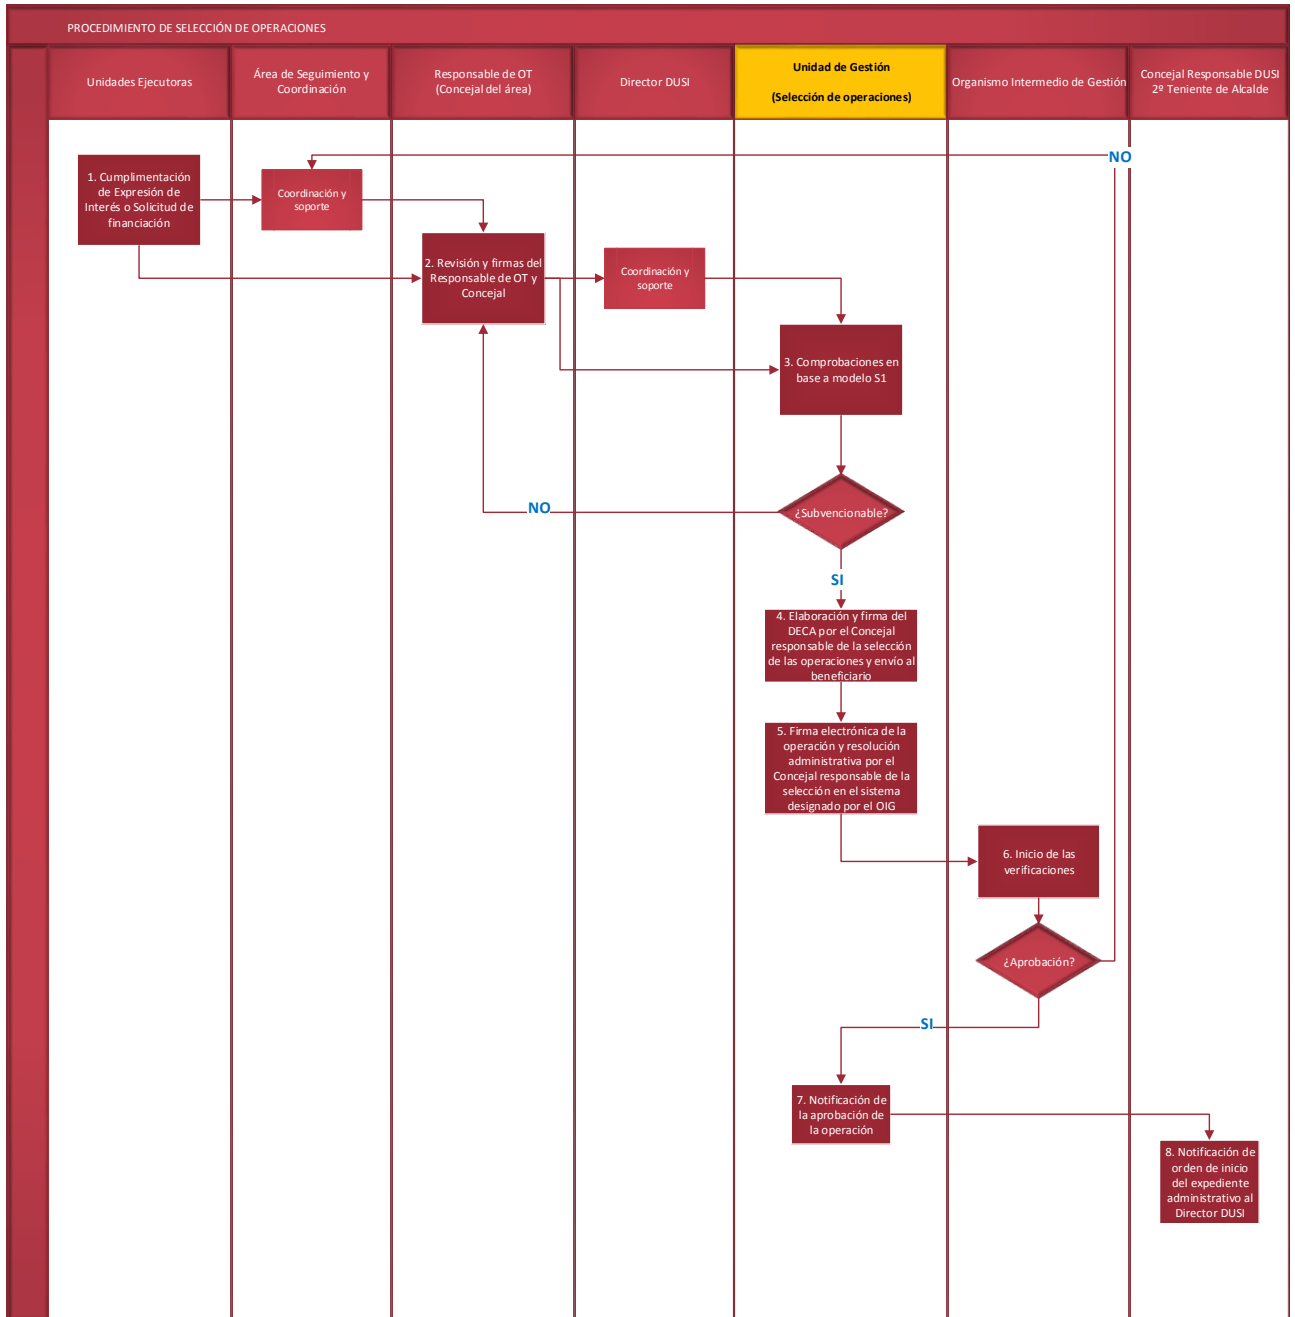 PROCEDIMIENTO DE SELECCIÓN DE OPERACIONES
Unidades Ejecutoras
Área de Seguimiento y
Coordinación
Responsable de OT
(Concejal del área)
Director DUSI
Unidad de Gestión
(Selección de operaciones)
Organismo Intermedio de Gestión
Concejal Responsable DUSI
2º Teniente de Alcalde
NO
1. Cumplimentación
de Expresión de
Interés o Solicitud de
financiación
Coordinación y
soporte
2. Revisión y firmas del
Responsable de OT y
Concejal
Coordinación y
soporte
3. Comprobaciones en
base a modelo S1
NO
¿Subvencionable?
SI
4. Elaboración y firma del
DECA por el Concejal
responsable de la selección
de las operaciones y envío al
beneficiario
5. Firma electrónica de la
operación y resolución
administrativa por el
Concejal responsable de la
selección en el sistema
designado por el OIG
6. Inicio de las
verificaciones
¿Aprobación?
SI
7. Notificación de
la aprobación de
la operación
8. Notificación de
orden de inicio
del expediente
administrativo al
Director DUSI